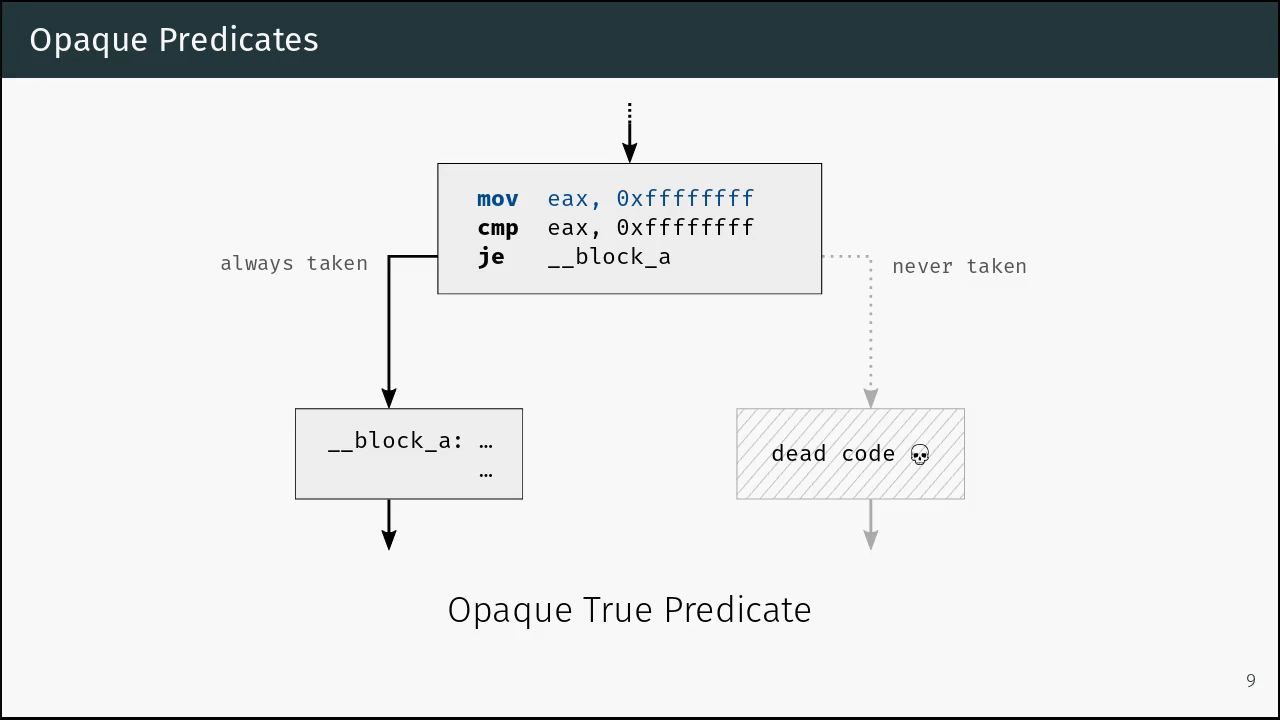 Opaque Predicates
mov eax, 0xffffffff
cmp eax, 0xffffffff
je __block_a
always taken
never taken
__block_a: …
…
dead code 💀
Opaque True Predicate
9